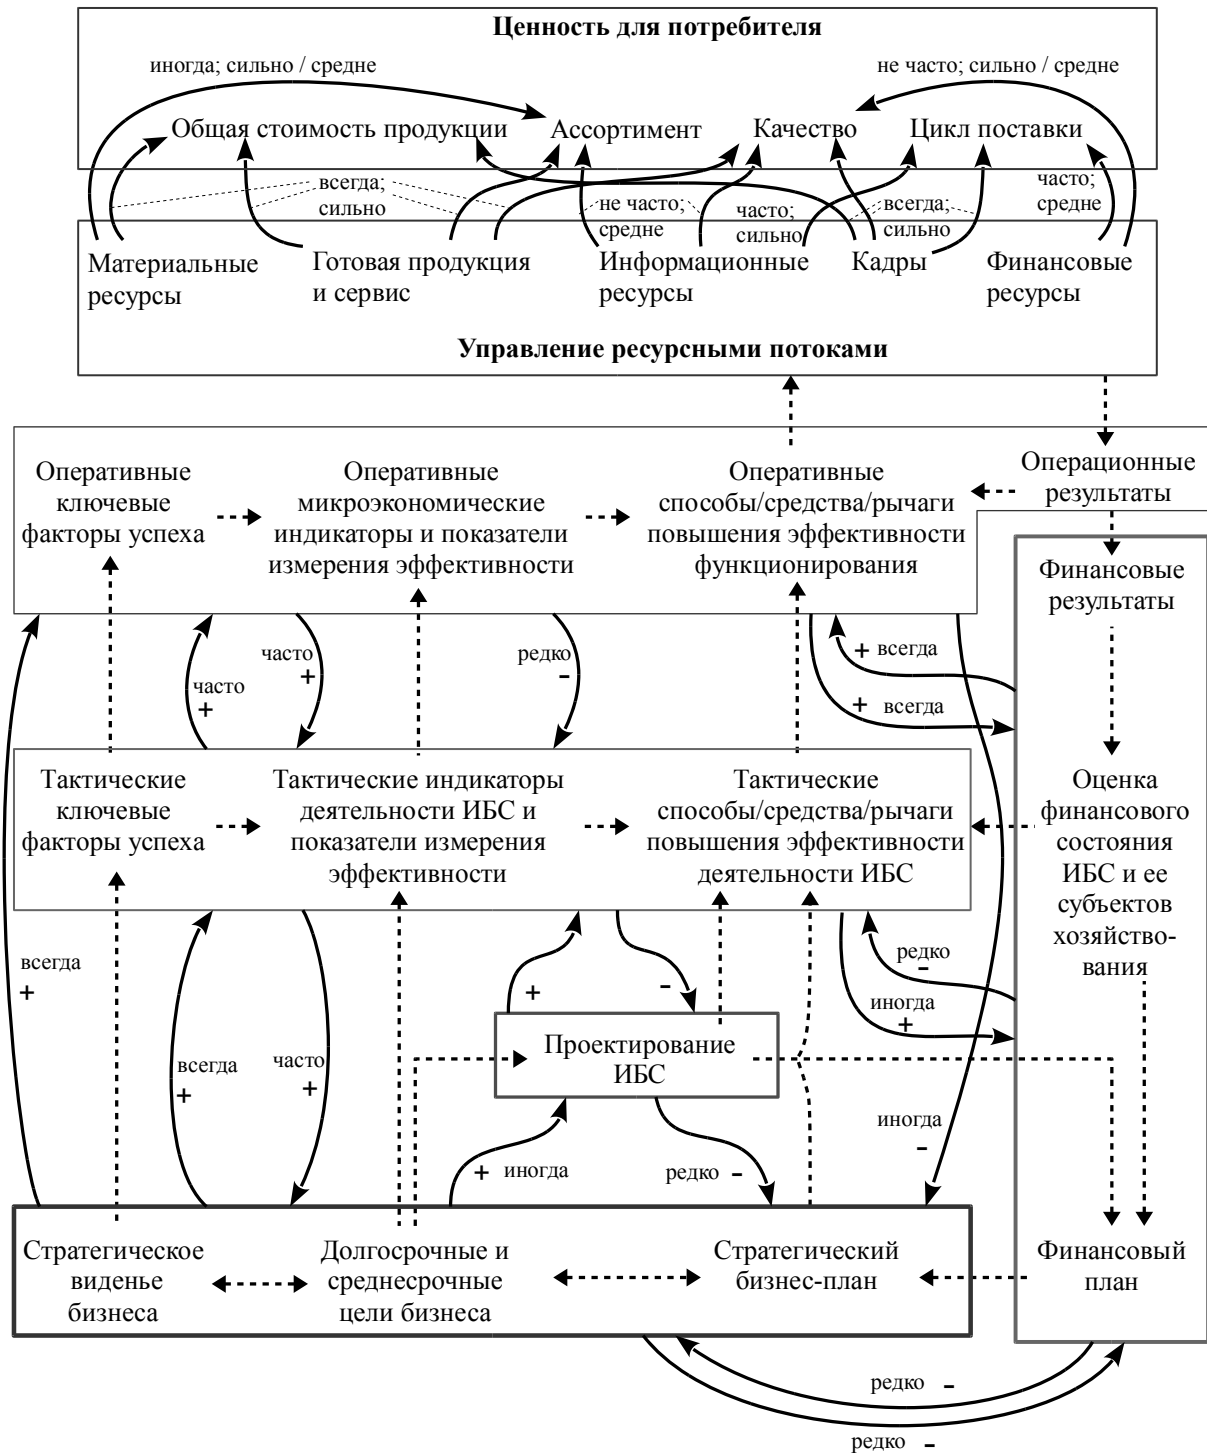 Ценность для потребителя
иногда; сильно / средне
не часто; сильно / средне
Общая стоимость продукции
Ассортимент
Качество
Цикл поставки
всегда;
сильно
не часто;
средне
часто;
сильно
всегда;
сильно
часто;
средне
Материальные
ресурсы
Готовая продукция
и сервис
Информационные
ресурсы
Кадры
Финансовые
ресурсы
Управление ресурсными потоками
Оперативные
ключевые
факторы успеха
Оперативные
микроэкономические
индикаторы и показатели
измерения эффективности
Оперативные
способы/средства/рычаги
повышения эффективности
функционирования
Операционные
результаты
Финансовые
результаты
часто
+
часто
+
редко
-
+ всегда
+ всегда
Тактические
ключевые
факторы успеха
Тактические индикаторы
деятельности ИБС и
показатели измерения
эффективности
Тактические
способы/средства/рычаги
повышения эффективности
деятельности ИБС
Оценка
финансового
состояния
ИБС и ее
субъектов
хозяйство-
вания
всегда
+
всегда
+
часто
+
+
-
редко
-
иногда
+
Проектирование
ИБС
+ иногда
редко -
иногда
-
Стратегическое
виденье
бизнеса
Долгосрочные и
среднесрочные
цели бизнеса
Стратегический
бизнес-план
Финансовый
план
редко -
редко -